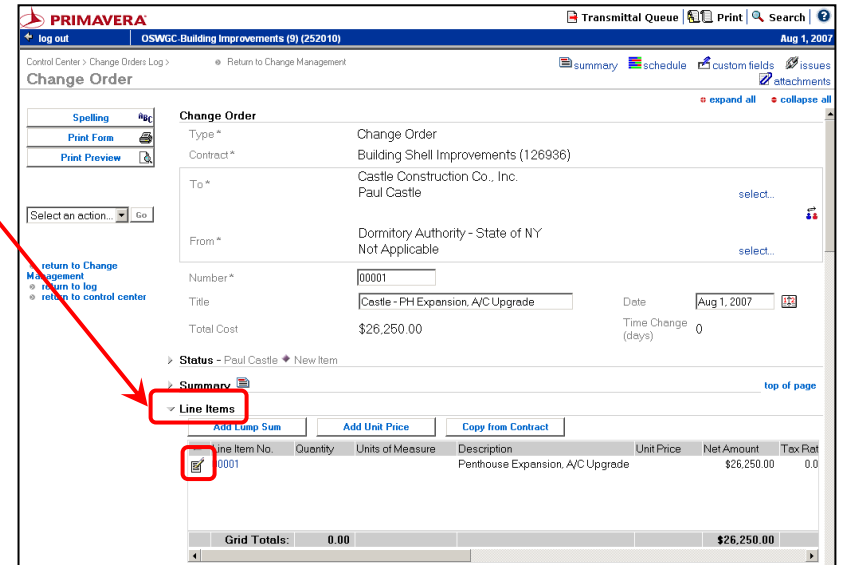 PRIMAVERA
Transmittal Queue | Print | Search
log out OSWGC-Building Improvements (9) (252010) Aug 1, 2007
Control Center > Change Orders Log > Return to Change Management
summary schedule custom fields issues
Change Order
attachments
expand all collapse all
Spelling
Print Form
Print Preview
Select an action... Go
return to Change Management
return to log
return to control center
Change Order
Type * Change Order
Contract * Building Shell Improvements (126936)
To * Castle Construction Co., Inc.
Paul Castle select...
From * Dormitory Authority - State of NY
Not Applicable select...
Number * 00001
Title Castle - PH Expansion, A/C Upgrade Date Aug 1, 2007
Total Cost $26,250.00 Time Change (days) 0
Status - Paul Castle New Item
Summary top of page
Line Items
Add Lump Sum Add Unit Price Copy from Contract
Line Item No. Quantity Units of Measure Description Unit Price Net Amount Tax Rat
00001 Penthouse Expansion, A/C Upgrade $26,250.00 0.0
Grid Totals: 0.00 $26,250.00